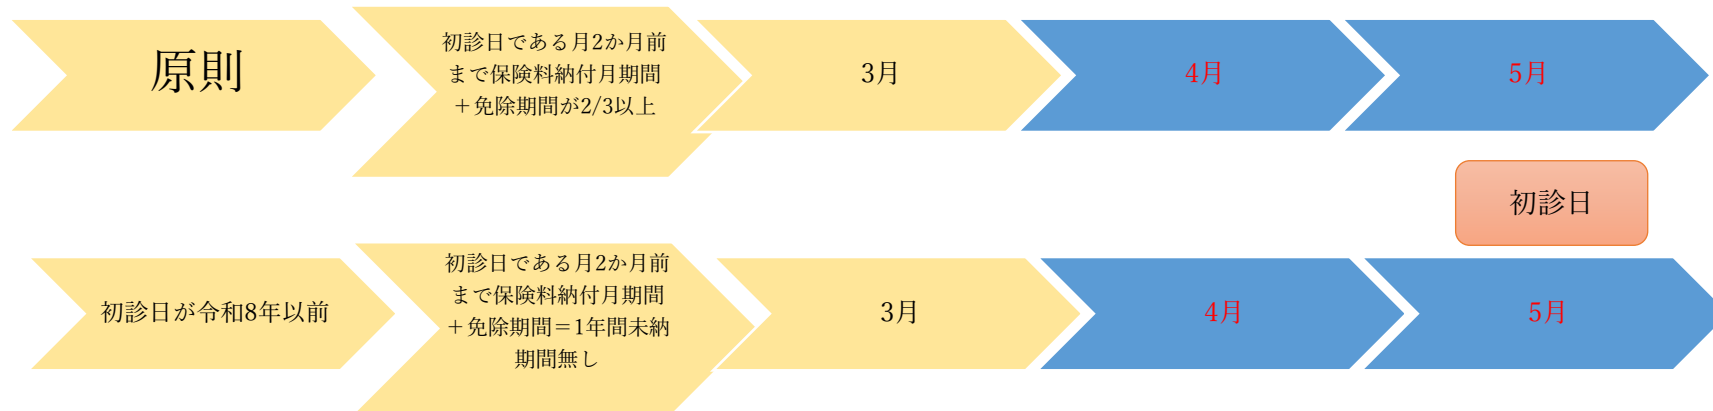 原則
初診日である月2か月前
まで保険料納付月期間
＋免除期間が2/3以上
3月
4月
5月
初診日
初診日が令和8年以前
初診日である月2か月前
まで保険料納付月期間
＋免除期間＝1年間未納
期間無し
3月
4月
5月